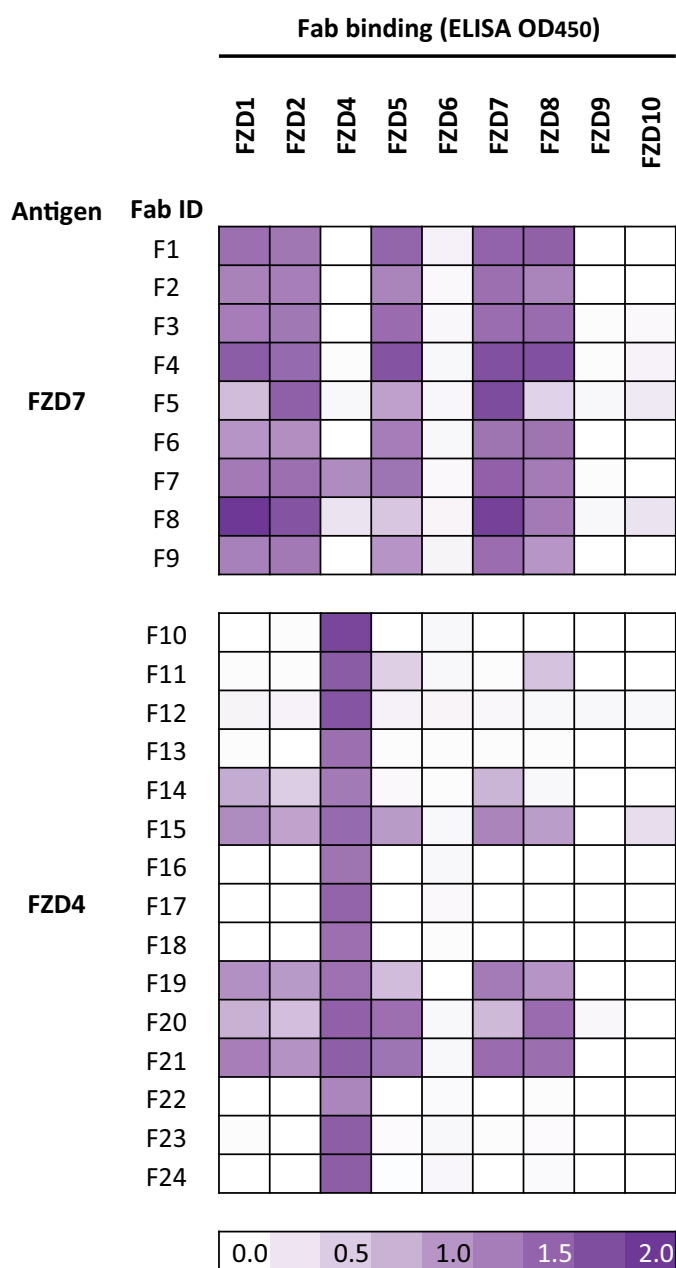 Fab binding (ELISA OD450)
FZD1 FZD2 FZD4 FZD5 FZD6 FZD7 FZD8 FZD9 FZD10
Antigen Fab ID
F1
F2
F3
F4
FZD7 F5
F6
F7
F8
F9
F10
F11
F12
F13
F14
F15
F16
FZD4 F17
F18
F19
F20
F21
F22
F23
F24
0.0 0.5 1.0 1.5 2.0